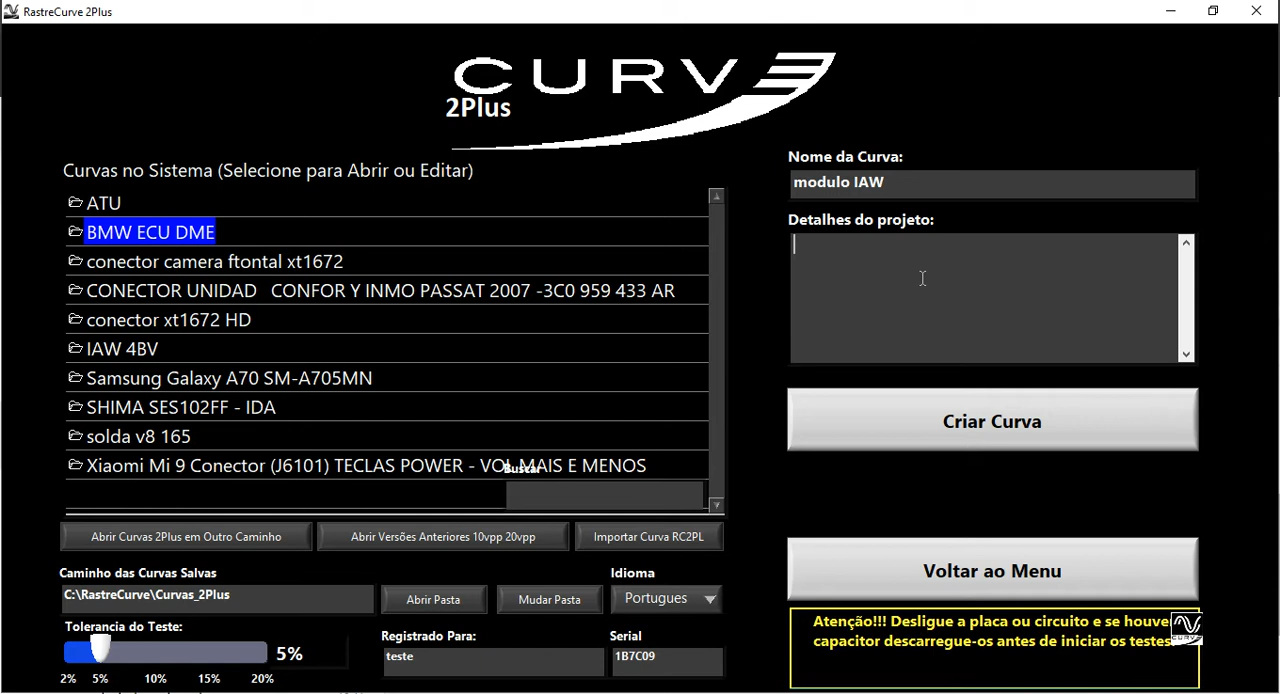 RastreCurve 2Plus
CURVE
2Plus
Curvas no Sistema (Selecione para Abrir ou Editar)
ATU
BMW ECU DME
conector camera ftontal xt1672
CONECTOR UNIDAD CONFOR Y INMO PASSAT 2007 -3C0 959 433 AR
conector xt1672 HD
IAW 4BV
Samsung Galaxy A70 SM-A705MN
SHIMA SES102FF - IDA
solda v8 165
Xiaomi Mi 9 Conector (J6101) TECLAS POWER - VOL MAIS E MENOS
Buscar
Abrir Curvas 2Plus em Outro Caminho
Abrir Versões Anteriores 10vpp 20vpp
Importar Curva RC2PL
Caminho das Curvas Salvas
C:\RastreCurve\Curvas_2Plus
Abrir Pasta
Mudar Pasta
Idioma
Portugues
Tolerancia do Teste:
5%
2% 5% 10% 15% 20%
Registrado Para:
teste
Serial
1B7C09
Nome da Curva:
modulo IAW
Detalhes do projeto:
Criar Curva
Voltar ao Menu
Atenção!!! Desligue a placa ou circuito e se houver
capacitor descarregue-os antes de iniciar os testes
CURVE